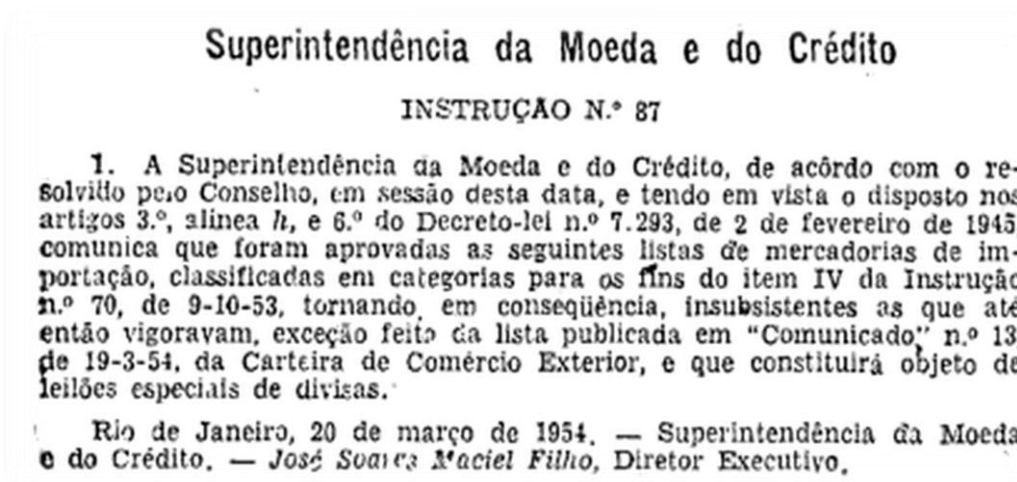 Superintendência da Moeda e do Crédito
INSTRUÇÃO N.º 87
1. A Superintendência da Moeda e do Crédito, de acôrdo com o re-
solvido pelo Conselho, em sessão desta data, e tendo em vista o disposto nos
artigos 3.º, alinea h, e 6.º do Decreto-lei n.º 7.293, de 2 de fevereiro de 1945
comunica que foram aprovadas as seguintes listas de mercadorias de im-
portação, classificadas em categorias para os fins do item IV da Instrução
n.º 70, de 9-10-53, tornando, em conseqüência, insubsistentes as que até
então vigoravam, exceção feita da lista publicada em "Comunicado" n.º 13
de 19-3-54, da Carteira de Comércio Exterior, e que constituirá objeto de
leilões especiais de divisas.
Rio de Janeiro, 20 de março de 1954. — Superintendência da Moeda
e do Crédito. — José Soares Maciel Filho, Diretor Executivo.